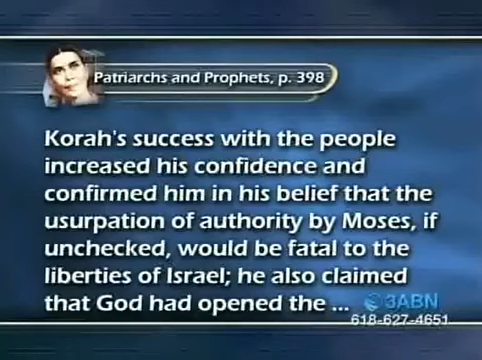 Patriarchs and Prophets, p. 398
Korah's success with the people
increased his confidence and
confirmed him in his belief that the
usurpation of authority by Moses, if
unchecked, would be fatal to the
liberties of Israel; he also claimed
that God had opened the ...
3ABN
618-627-4651